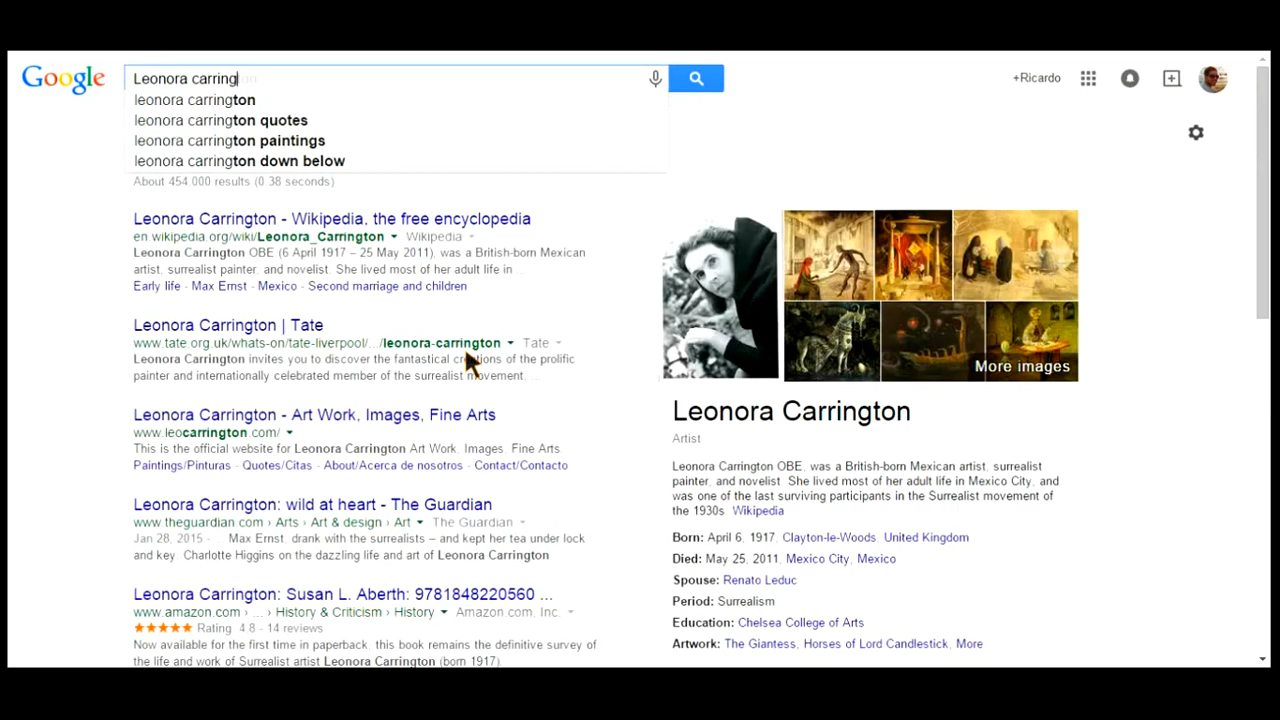 Google
Leonora carrington
+Ricardo
leonora carrington
leonora carrington quotes
leonora carrington paintings
leonora carrington down below
About 454,000 results (0.38 seconds)
Leonora Carrington - Wikipedia, the free encyclopedia
en.wikipedia.org/wiki/Leonora_Carrington Wikipedia
Leonora Carrington OBE (6 April 1917 – 25 May 2011), was a British-born Mexican
artist, surrealist painter, and novelist. She lived most of her adult life in ...
Early life - Max Ernst - Mexico - Second marriage and children
Leonora Carrington | Tate
www.tate.org.uk/whats-on/tate-liverpool/.../leonora-carrington Tate
Leonora Carrington invites you to discover the fantastical creations of the prolific
painter and internationally celebrated member of the surrealist movement. ...
Leonora Carrington - Art Work, Images, Fine Arts
www.leocarrington.com/
This is the official website for Leonora Carrington Art Work, Images, Fine Arts.
Paintings/Pinturas - Quotes/Citas - About/Acerca de nosotros - Contact/Contacto
Leonora Carrington: wild at heart - The Guardian
www.theguardian.com › Arts › Art & design › Art The Guardian
Jan 28, 2015 - ... Max Ernst, drank with the surrealists – and kept her tea under lock
and key. Charlotte Higgins on the dazzling life and art of Leonora Carrington
Leonora Carrington: Susan L. Aberth: 9781848220560 ...
www.amazon.com › ... › History & Criticism › History Amazon.com, Inc.
Rating: 4.8 - 14 reviews
Now available for the first time in paperback, this book remains the definitive survey of
the life and work of Surrealist artist Leonora Carrington (born 1917).
More images
Leonora Carrington
Artist
Leonora Carrington OBE, was a British-born Mexican artist, surrealist
painter, and novelist. She lived most of her adult life in Mexico City, and
was one of the last surviving participants in the Surrealist movement of
the 1930s. Wikipedia
Born: April 6, 1917, Clayton-le-Woods, United Kingdom
Died: May 25, 2011, Mexico City, Mexico
Spouse: Renato Leduc
Period: Surrealism
Education: Chelsea College of Arts
Artwork: The Giantess, Horses of Lord Candlestick, More